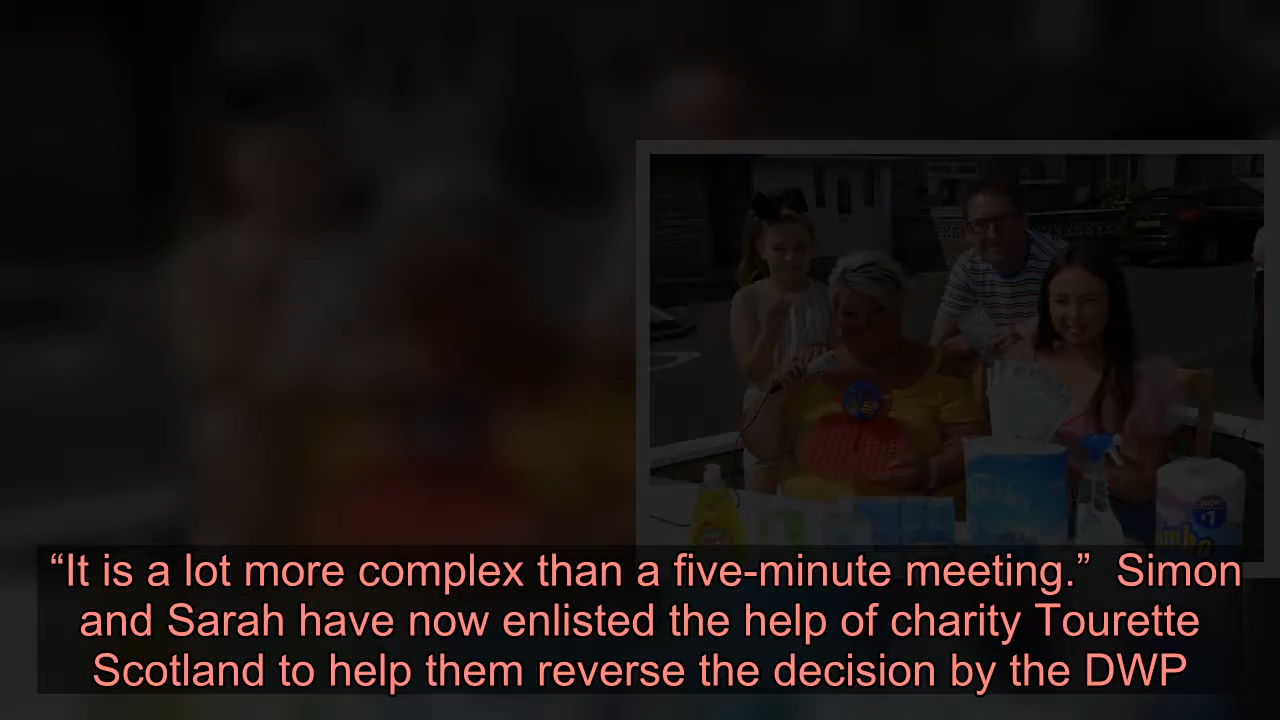 “It is a lot more complex than a five-minute meeting.” Simon
and Sarah have now enlisted the help of charity Tourette
Scotland to help them reverse the decision by the DWP